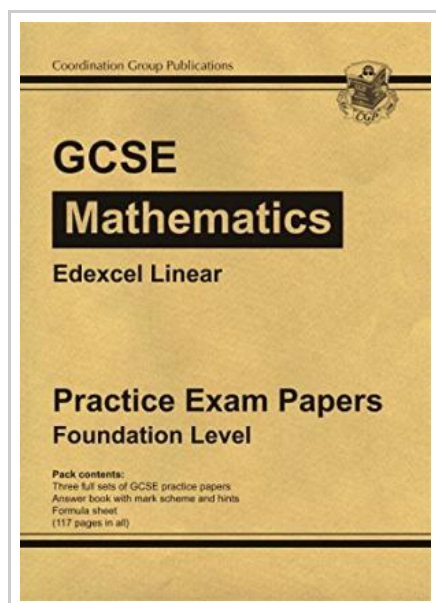 Coordination Group Publications
CGP
GCSE
Mathematics
Edexcel Linear
Practice Exam Papers
Foundation Level
Pack contents:
Three full sets of GCSE practice papers
Answer book with mark scheme and hints
Formula sheet
(117 pages in all)